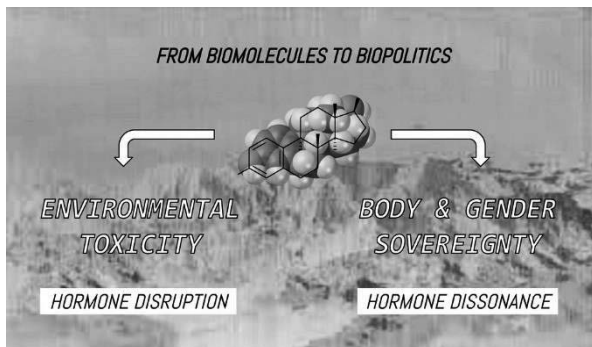 FROM BIOMOLECULES TO BIOPOLITICS
ENVIRONMENTAL
TOXICITY
BODY & GENDER
SOVEREIGNTY
HORMONE DISRUPTION
HORMONE DISSONANCE